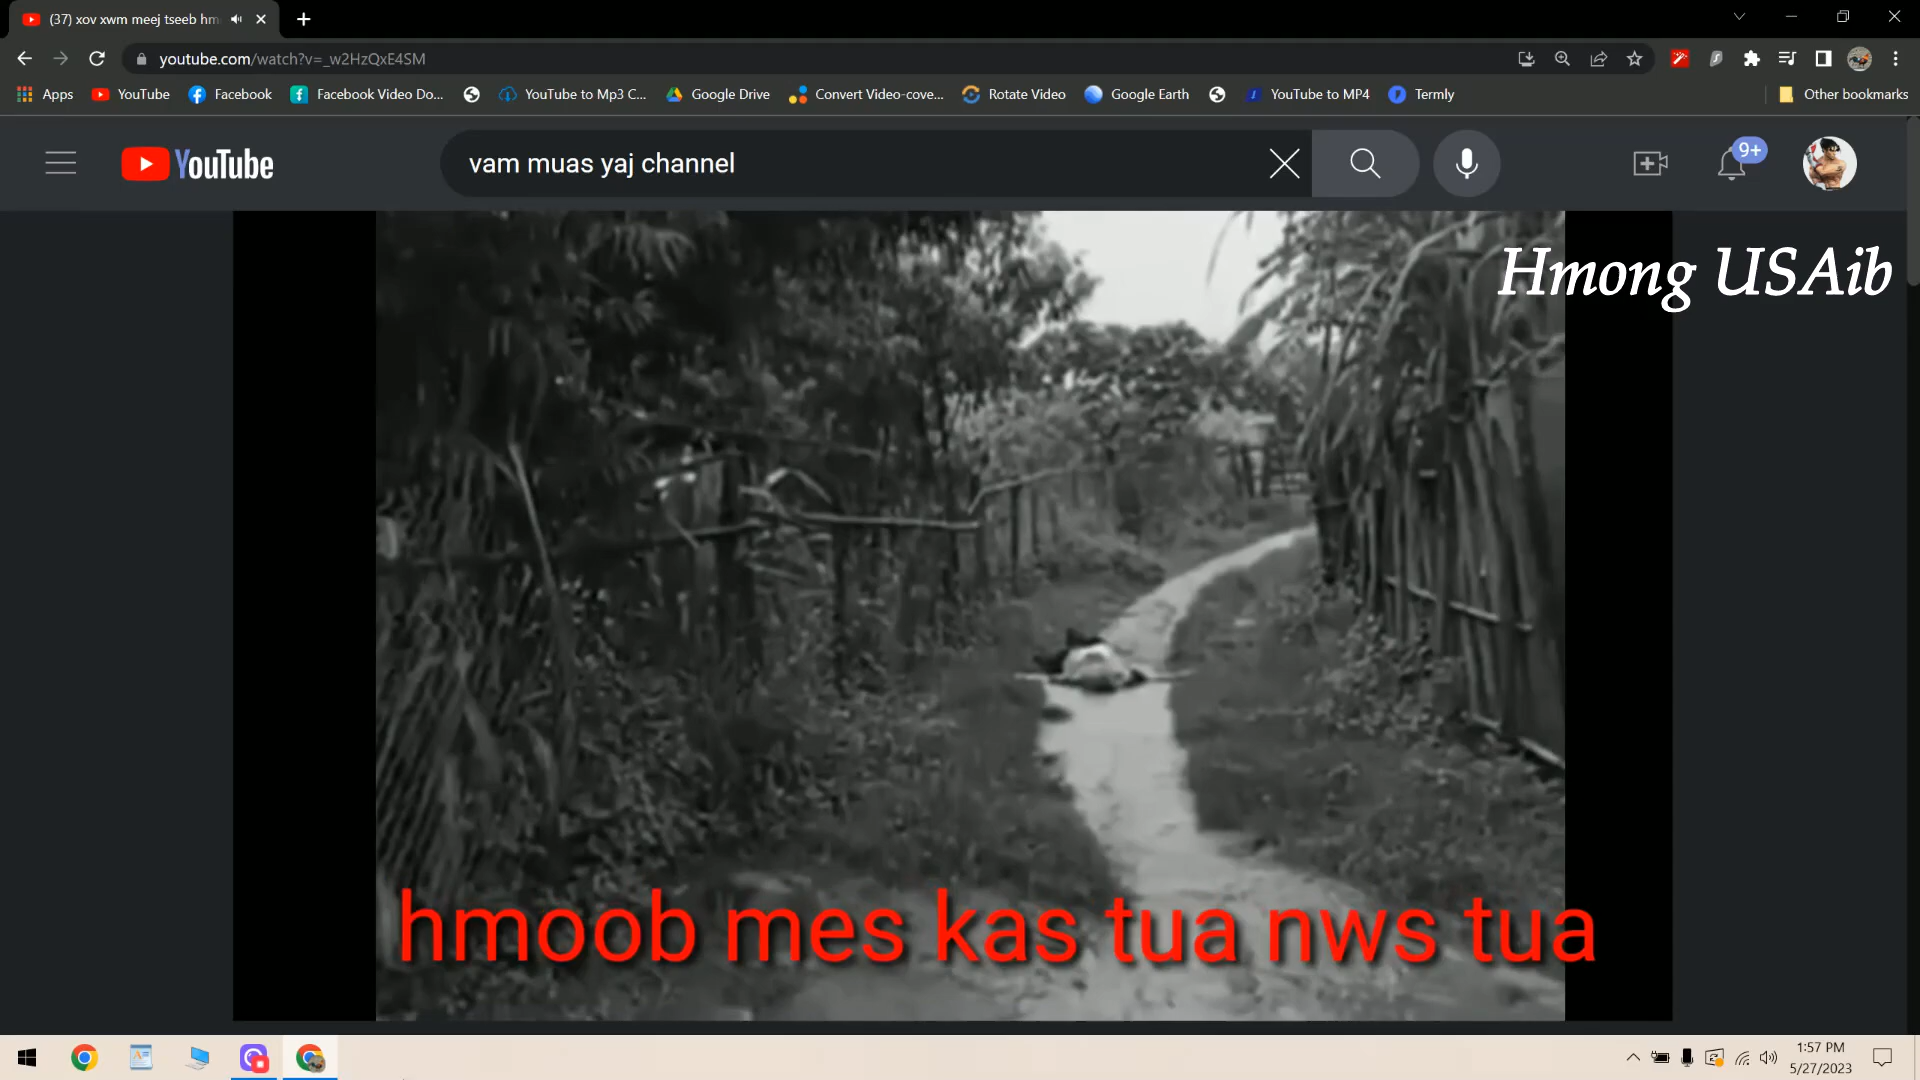 (37) xov xwm meej tseeb hm
youtube.com/watch?v=_w2HzQxE4SM
Apps YouTube Facebook Facebook Video Do... YouTube to Mp3 C... Google Drive Convert Video-cove... Rotate Video Google Earth YouTube to MP4 Termly Other bookmarks
YouTube
vam muas yaj channel
9+
Hmong USAib
hmoob mes kas tua nws tua
1:57 PM
5/27/2023